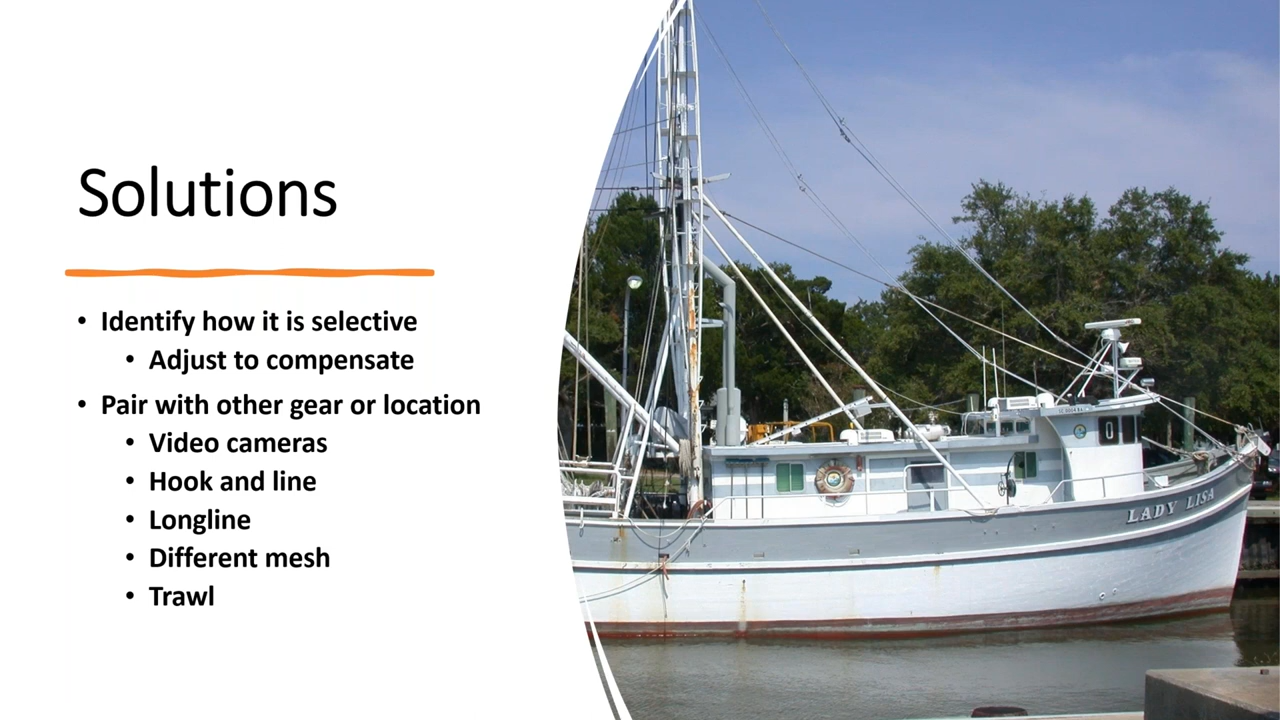 Solutions
• Identify how it is selective
• Adjust to compensate
• Pair with other gear or location
• Video cameras
• Hook and line
• Longline
• Different mesh
• Trawl
LADY LISA